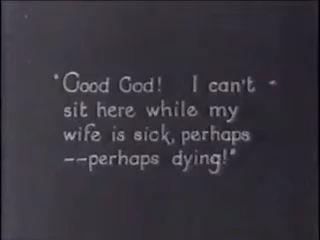 "Good God! I can't -
sit here while my
wife is sick, perhaps
--perhaps dying!"